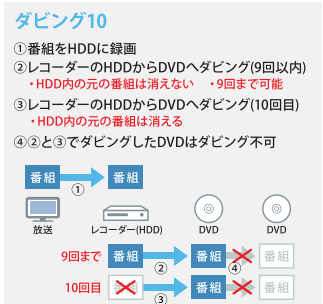 ダビング10
①番組をHDDに録画
②レコーダーのHDDからDVDへダビング(9回以内)
・HDD内の元の番組は消えない ・9回まで可能
③レコーダーのHDDからDVDへダビング(10回目)
・HDD内の元の番組は消える
④②と③でダビングしたDVDはダビング不可
番組 番組
①
放送 レコーダー(HDD) DVD DVD
9回まで 番組 番組 番組
② ④
10回目 番組 番組 番組
③